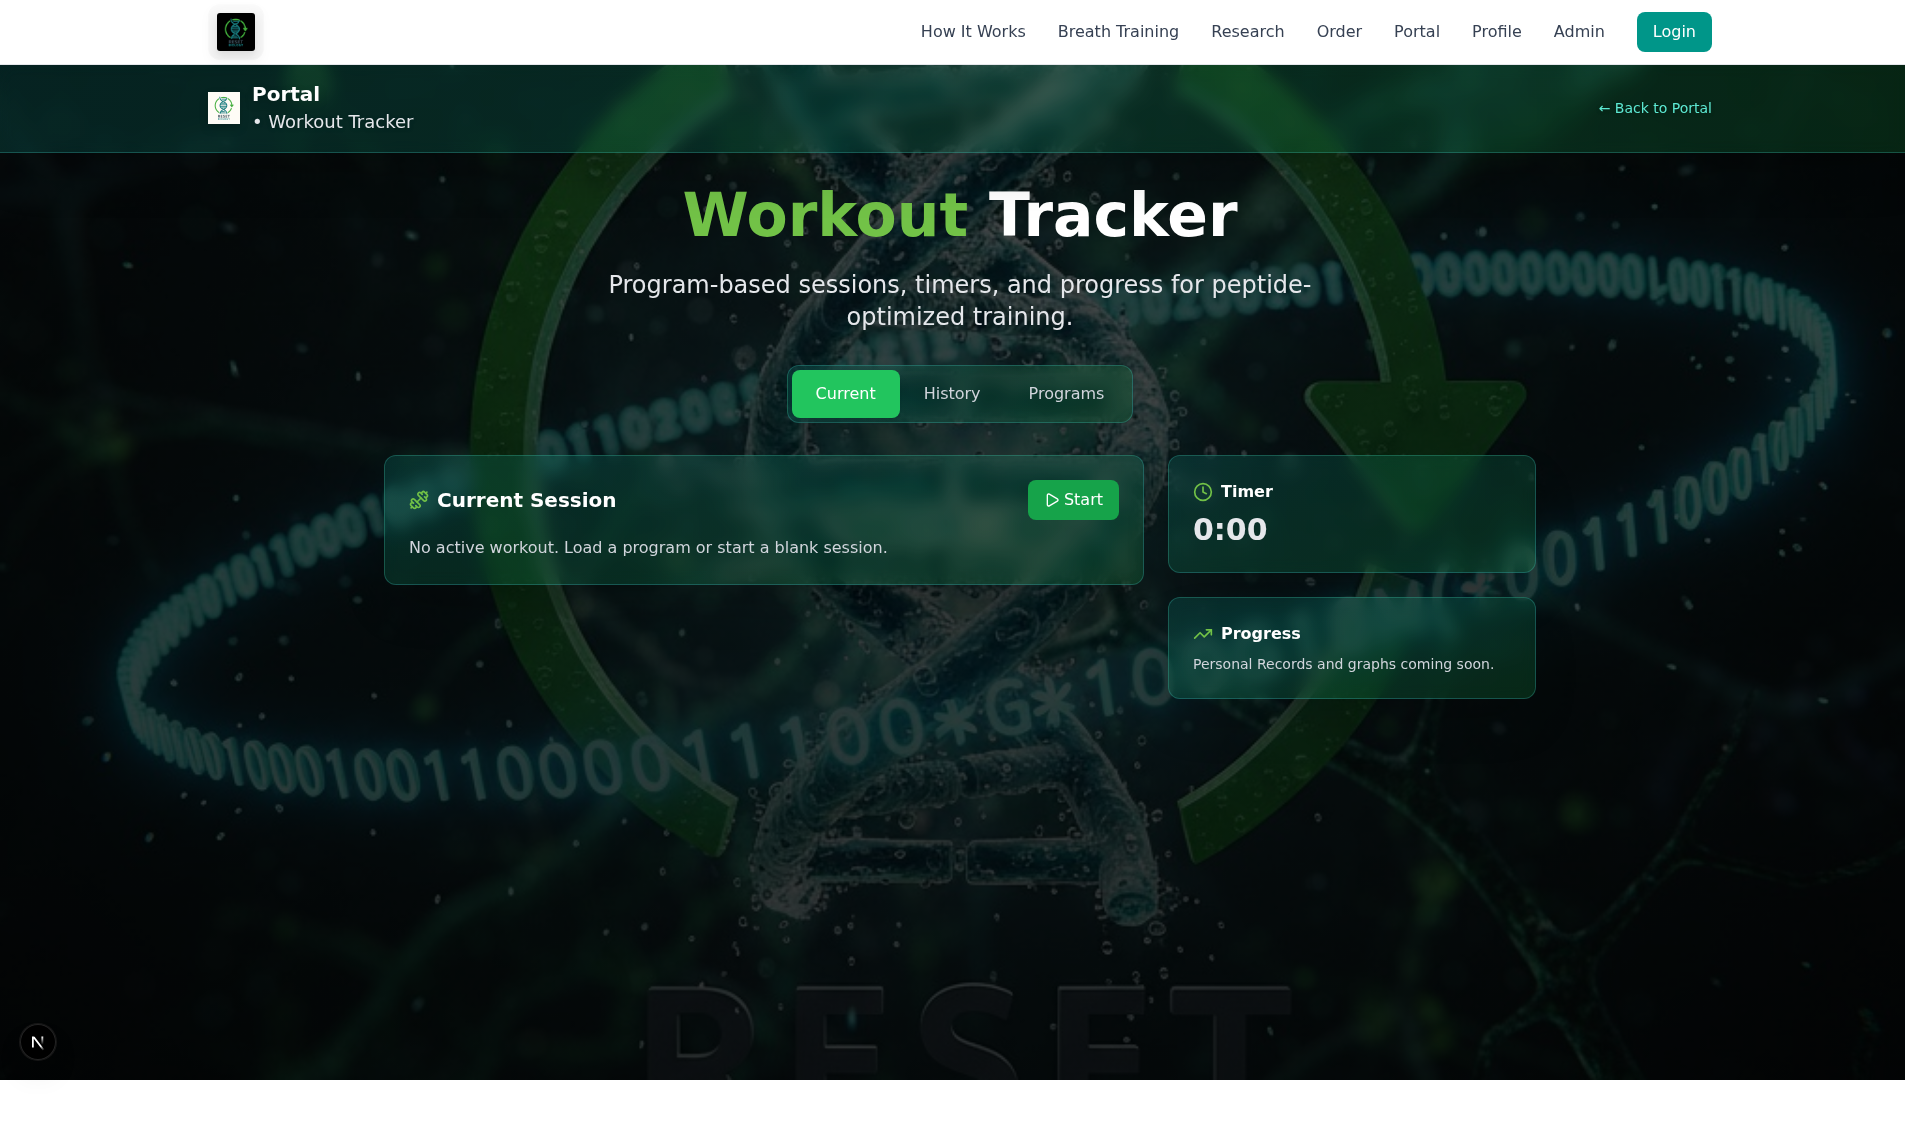 How It Works
Breath Training
Research
Order
Portal
Profile
Admin
Login
Portal
• Workout Tracker
← Back to Portal
Workout Tracker
Program-based sessions, timers, and progress for peptide-
optimized training.
Current
History
Programs
Current Session
Start
No active workout. Load a program or start a blank session.
Timer
0:00
Progress
Personal Records and graphs coming soon.
RESET
N